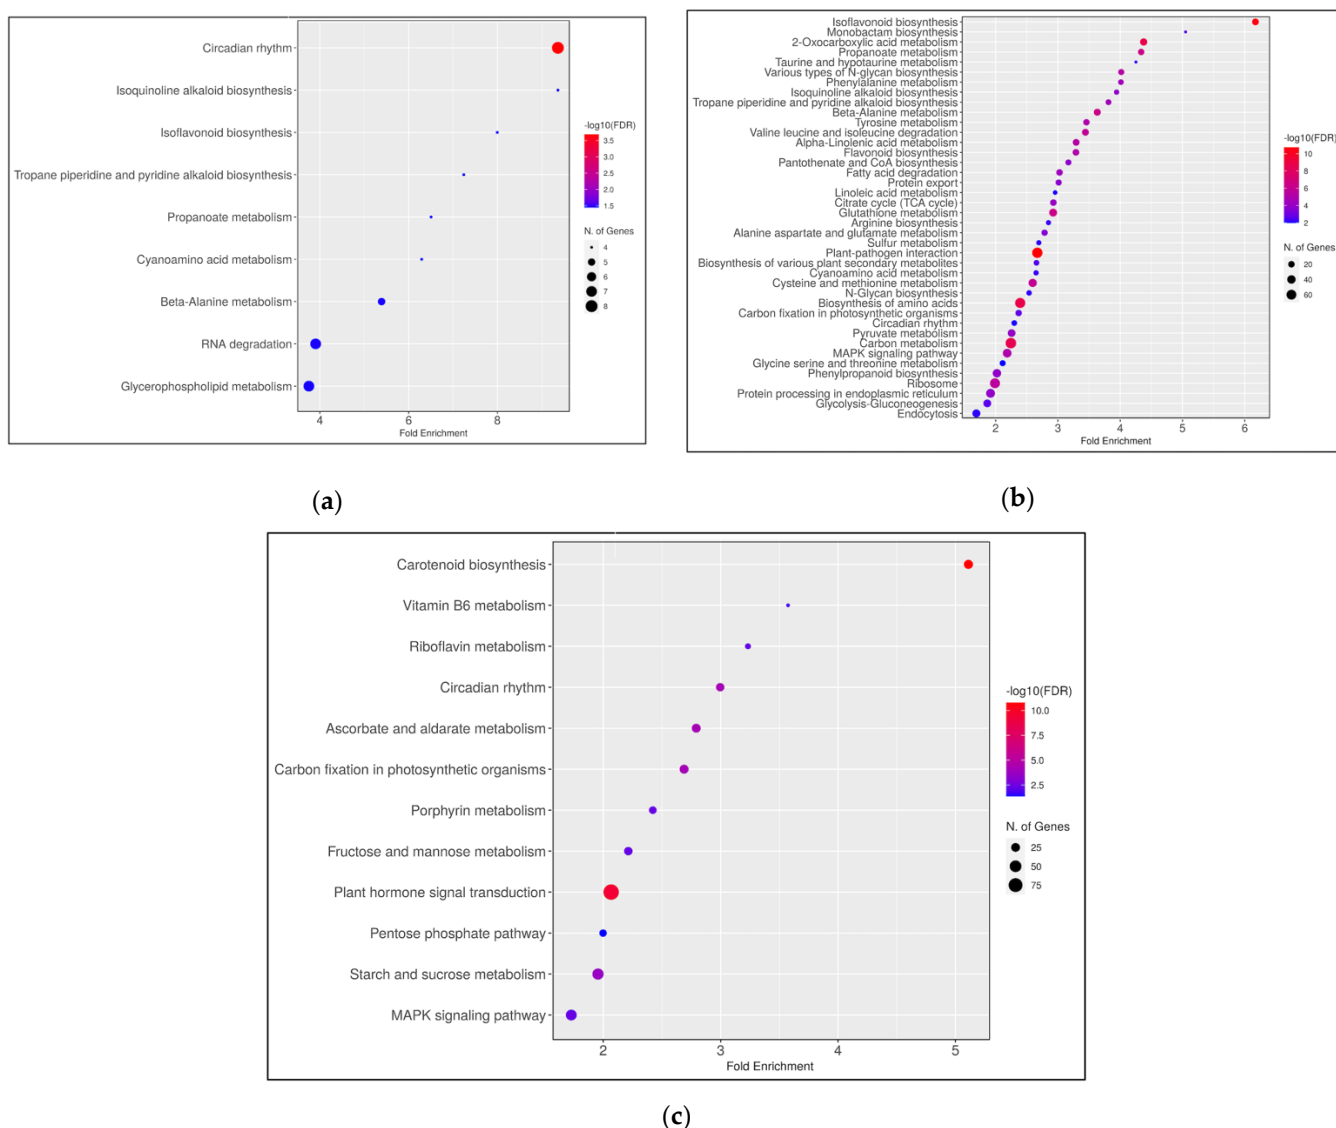 Circadian rhythm
Isoquinoline alkaloid biosynthesis
Isoflavonoid biosynthesis
Tropane piperidine and pyridine alkaloid biosynthesis
Propanoate metabolism
Cyanoamino acid metabolism
Beta-Alanine metabolism
RNA degradation
Glycerophospholipid metabolism
4 6 8
Fold Enrichment
-log10(FDR)
3.5
3.0
2.5
2.0
1.5
N. of Genes
4
5
6
7
8
(a)
Isoflavonoid biosynthesis
Monobactam biosynthesis
2-Oxocarboxylic acid metabolism
Propanoate metabolism
Taurine and hypotaurine metabolism
Various types of N-glycan biosynthesis
Phenylalanine metabolism
Isoquinoline alkaloid biosynthesis
Tropane piperidine and pyridine alkaloid biosynthesis
Beta-Alanine metabolism
Tyrosine metabolism
Valine leucine and isoleucine degradation
Alpha-Linolenic acid metabolism
Flavonoid biosynthesis
Pantothenate and CoA biosynthesis
Fatty acid degradation
Protein export
Linoleic acid metabolism
Citrate cycle (TCA cycle)
Glutathione metabolism
Arginine biosynthesis
Alanine aspartate and glutamate metabolism
Sulfur metabolism
Plant-pathogen interaction
Biosynthesis of various plant secondary metabolites
Cyanoamino acid metabolism
Cysteine and methionine metabolism
N-Glycan biosynthesis
Biosynthesis of amino acids
Carbon fixation in photosynthetic organisms
Circadian rhythm
Pyruvate metabolism
Carbon metabolism
MAPK signaling pathway
Glycine serine and threonine metabolism
Phenylpropanoid biosynthesis
Ribosome
Protein processing in endoplasmic reticulum
Glycolysis-Gluconeogenesis
Endocytosis
2 3 4 5 6
Fold Enrichment
-log10(FDR)
10
8
6
4
2
N. of Genes
20
40
60
(b)
Carotenoid biosynthesis
Vitamin B6 metabolism
Riboflavin metabolism
Circadian rhythm
Ascorbate and aldarate metabolism
Carbon fixation in photosynthetic organisms
Porphyrin metabolism
Fructose and mannose metabolism
Plant hormone signal transduction
Pentose phosphate pathway
Starch and sucrose metabolism
MAPK signaling pathway
2 3 4 5
Fold Enrichment
-log10(FDR)
10.0
7.5
5.0
2.5
N. of Genes
25
50
75
(c)